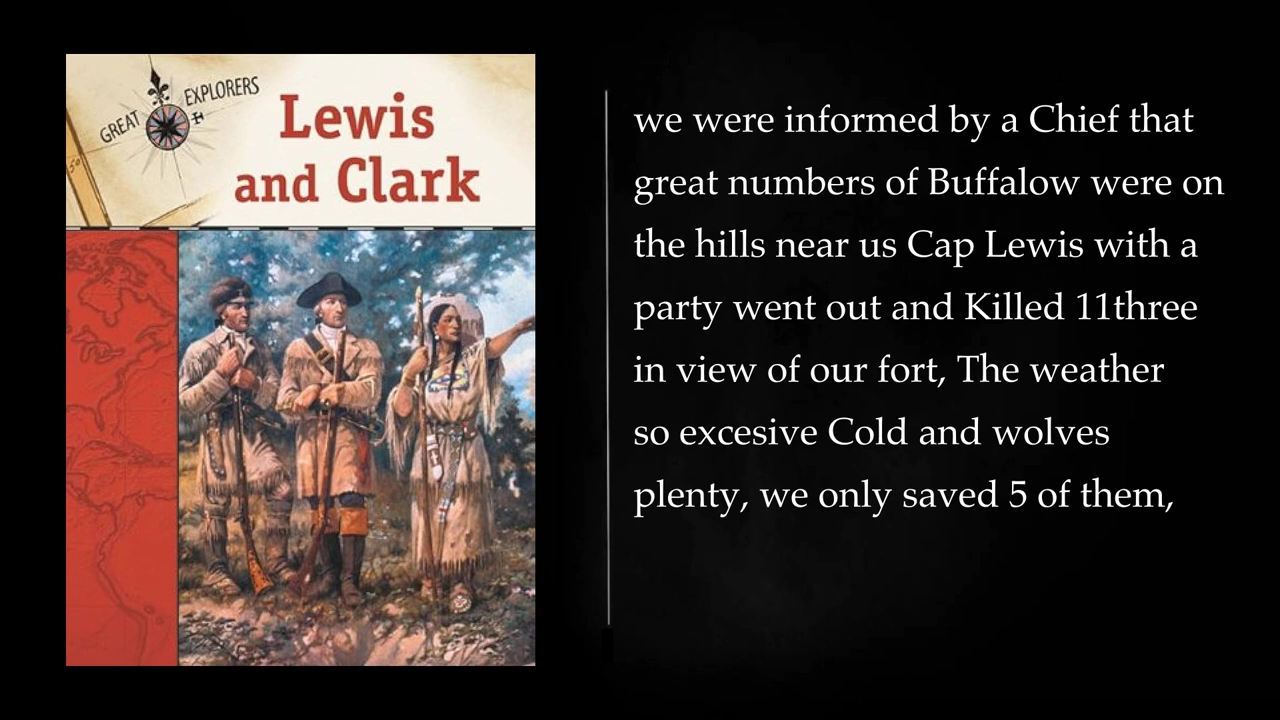 GREAT EXPLORERS
Lewis
and Clark
we were informed by a Chief that
great numbers of Buffalow were on
the hills near us Cap Lewis with a
party went out and Killed 11three
in view of our fort, The weather
so excesive Cold and wolves
plenty, we only saved 5 of them,